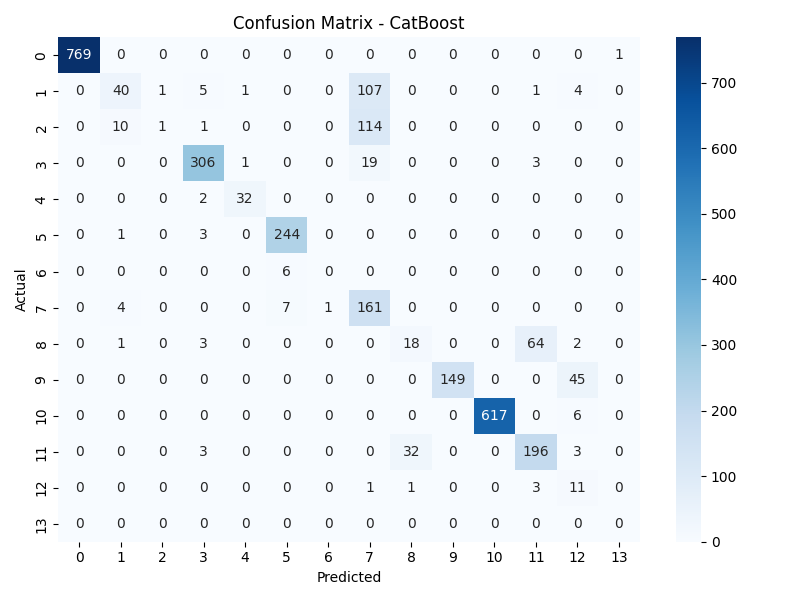 Confusion Matrix - CatBoost
0 769 0 0 0 0 0 0 0 0 0 0 0 0 1
1 0 40 1 5 1 0 0 107 0 0 0 1 4 0
2 0 10 1 1 0 0 0 114 0 0 0 0 0 0
3 0 0 0 306 1 0 0 19 0 0 0 3 0 0
4 0 0 0 2 32 0 0 0 0 0 0 0 0 0
5 0 1 0 3 0 244 0 0 0 0 0 0 0 0
6 0 0 0 0 0 6 0 0 0 0 0 0 0 0
7 0 4 0 0 0 7 1 161 0 0 0 0 0 0
8 0 1 0 3 0 0 0 0 18 0 0 64 2 0
9 0 0 0 0 0 0 0 0 0 149 0 0 45 0
10 0 0 0 0 0 0 0 0 0 0 617 0 6 0
11 0 0 0 3 0 0 0 0 32 0 0 196 3 0
12 0 0 0 0 0 0 0 1 1 0 0 3 11 0
13 0 0 0 0 0 0 0 0 0 0 0 0 0 0
0 1 2 3 4 5 6 7 8 9 10 11 12 13
Predicted
Actual
700
600
500
400
300
200
100
0